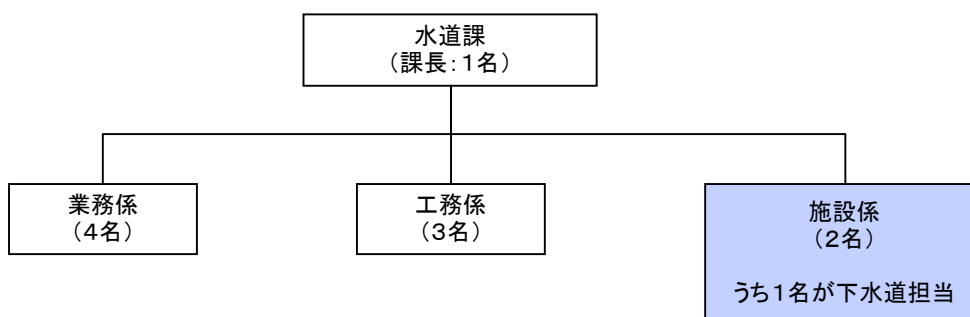 水道課
（課長：１名）
業務係
（４名）
工務係
（３名）
施設係
（２名）
うち１名が下水道担当